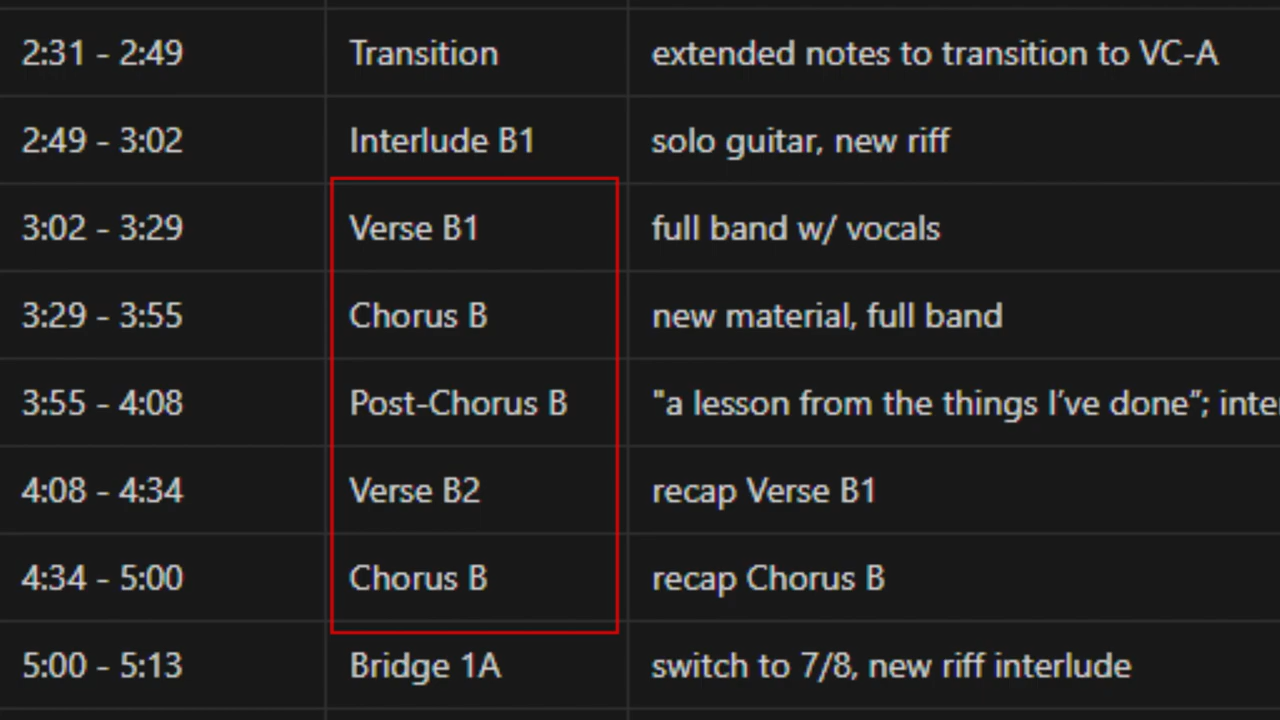 2:31 - 2:49 Transition extended notes to transition to VC-A
2:49 - 3:02 Interlude B1 solo guitar, new riff
3:02 - 3:29 Verse B1 full band w/ vocals
3:29 - 3:55 Chorus B new material, full band
3:55 - 4:08 Post-Chorus B "a lesson from the things I’ve done”; inte
4:08 - 4:34 Verse B2 recap Verse B1
4:34 - 5:00 Chorus B recap Chorus B
5:00 - 5:13 Bridge 1A switch to 7/8, new riff interlude